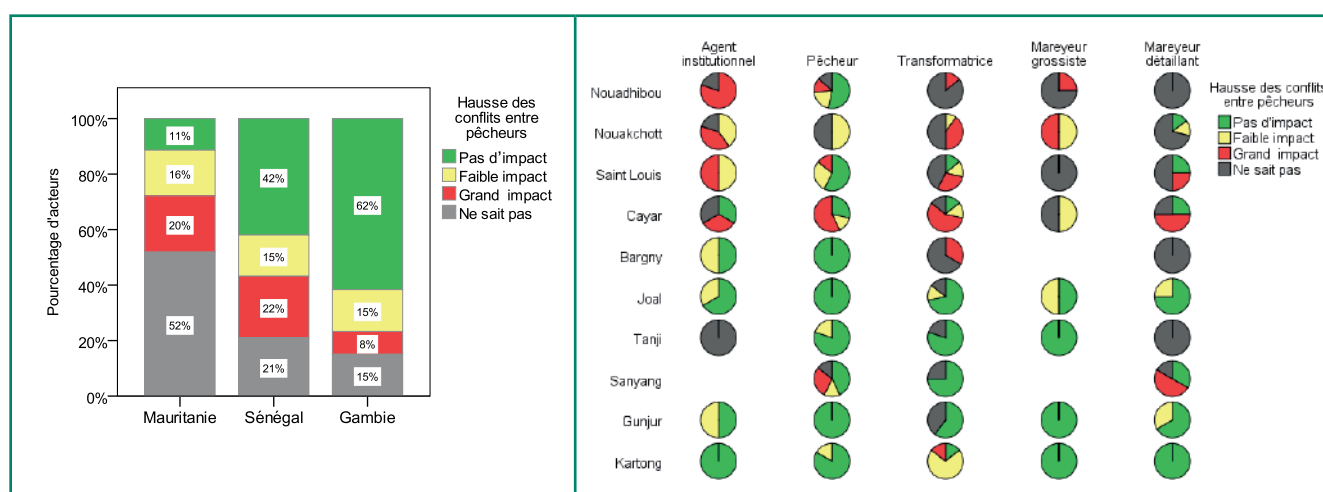 Hausse des
conflits entre
pêcheurs
Pas d'impact
Faible impact
Grand impact
Ne sait pas
Pourcentage d'acteurs
100%
80%
60%
40%
20%
0%
11%
16%
20%
52%
42%
15%
22%
21%
62%
15%
8%
15%
Mauritanie
Sénégal
Gambie
Agent
institutionnel
Pêcheur
Transformatrice
Mareyeur
grossiste
Mareyeur
détaillant
Nouadhibou
Nouakchott
Saint Louis
Cayar
Bargny
Joal
Tanji
Sanyang
Gunjur
Kartong
Hausse des conflits
entre pêcheurs
Pas d'impact
Faible impact
Grand impact
Ne sait pas